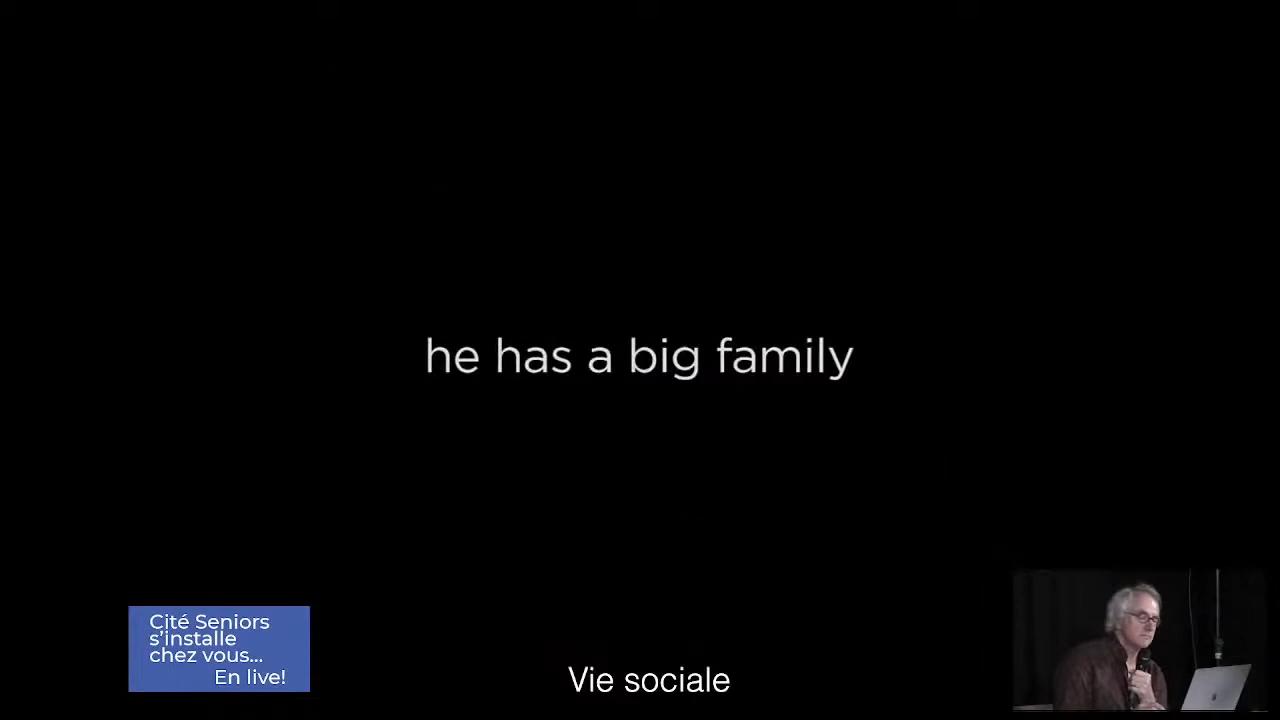 he has a big family
Cité Seniors
s'installe
chez vous...
En live!
Vie sociale